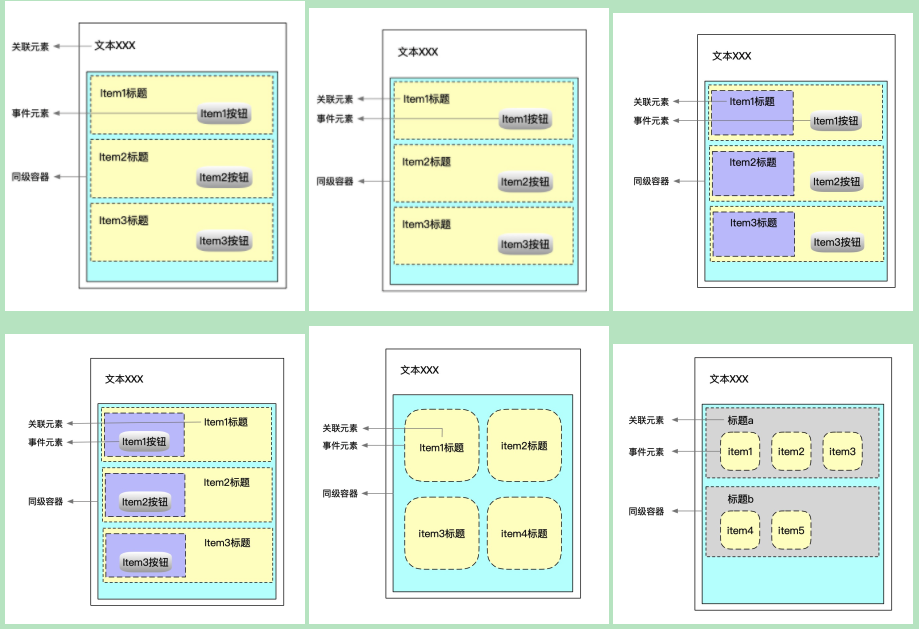 文本XXX
关联元素
Item1标题
事件元素
Item1按钮
Item2标题
同级容器
Item2按钮
Item3标题
Item3按钮
文本XXX
关联元素
Item1标题
事件元素
Item1按钮
Item2标题
同级容器
Item2按钮
Item3标题
Item3按钮
文本XXX
关联元素
Item1标题
事件元素
Item1按钮
Item2标题
同级容器
Item2按钮
Item3标题
Item3按钮
文本XXX
关联元素
Item1标题
事件元素
Item1按钮
Item2标题
同级容器
Item2按钮
Item3标题
Item3按钮
文本XXX
关联元素
事件元素
Item1标题
item2标题
同级容器
item3标题
item4标题
文本XXX
关联元素
标题a
事件元素
item1
item2
item3
标题b
同级容器
item4
item5